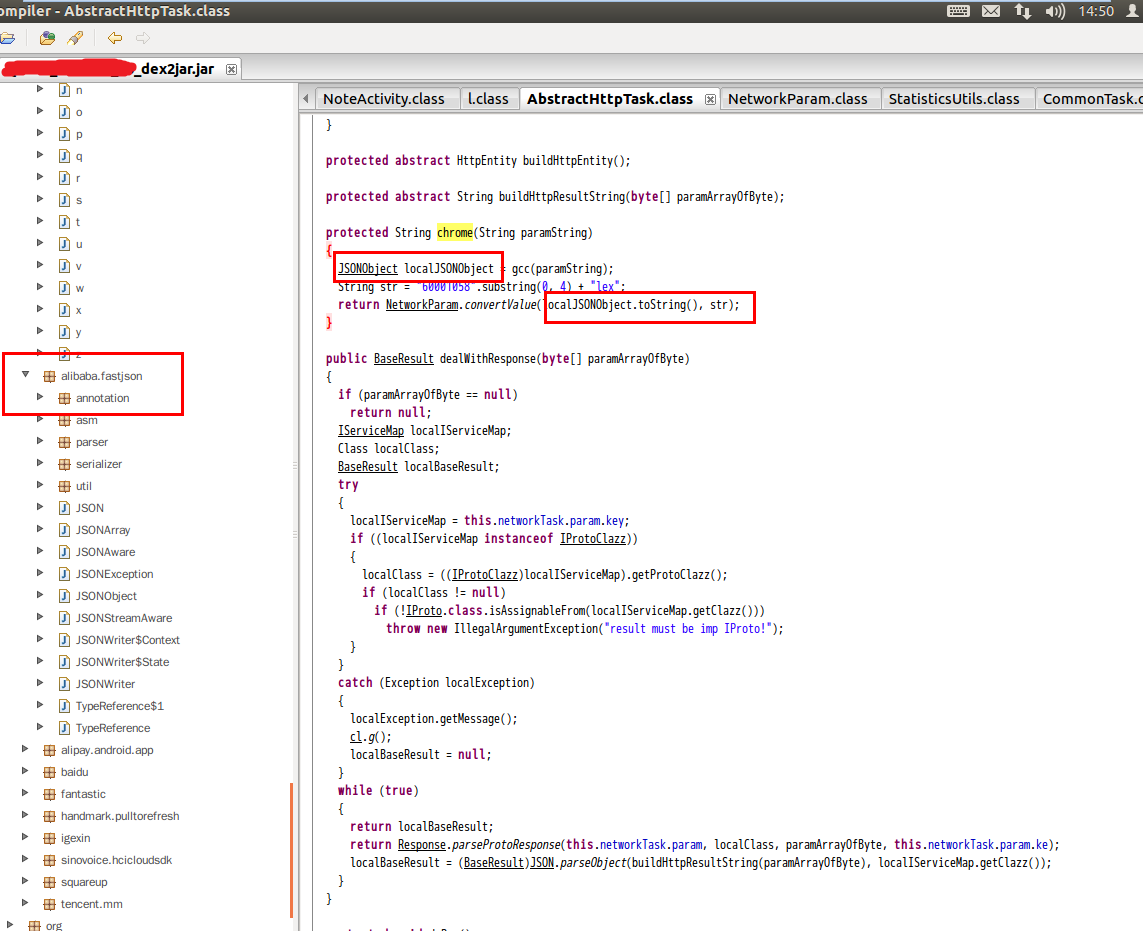 ompiler - AbstractHttpTask.class
14:50
_dex2jar.jar
n
o
p
q
r
s
t
u
v
w
x
y
z
alibaba.fastjson
annotation
asm
parser
serializer
util
JSON
JSONArray
JSONAware
JSONException
JSONObject
JSONStreamAware
JSONWriter$Context
JSONWriter$State
JSONWriter
TypeReference$1
TypeReference
alipay.android.app
baidu
fantastic
handmark.pulltorefresh
igexin
sinovoice.hcicloudsdk
squareup
tencent.mm
org
NoteActivity.class l.class AbstractHttpTask.class NetworkParam.class StatisticsUtils.class CommonTask.c
}
protected abstract HttpEntity buildHttpEntity();
protected abstract String buildHttpResultString(byte[] paramArrayOfByte);
protected String chrome(String paramString)
{
JSONObject localJSONObject = gcc(paramString);
String str = "60001058".substring(0, 4) + "lex";
return NetworkParam.convertValue(localJSONObject.toString(), str);
}
public BaseResult dealWithResponse(byte[] paramArrayOfByte)
{
if (paramArrayOfByte == null)
return null;
IServiceMap localIServiceMap;
Class localClass;
BaseResult localBaseResult;
try
{
localIServiceMap = this.networkTask.param.key;
if ((localIServiceMap instanceof IProtoClazz))
{
localClass = ((IProtoClazz)localIServiceMap).getProtoClazz();
if (localClass != null)
if (!IProto.class.isAssignableFrom(localIServiceMap.getClazz()))
throw new IllegalArgumentException("result must be imp IProto!");
}
}
catch (Exception localException)
{
localException.getMessage();
cl.g();
localBaseResult = null;
}
while (true)
{
return localBaseResult;
return Response.parseProtoResponse(this.networkTask.param, localClass, paramArrayOfByte, this.networkTask.param.ke);
localBaseResult = (BaseResult)JSON.parseObject(buildHttpResultString(paramArrayOfByte), localIServiceMap.getClazz());
}
}